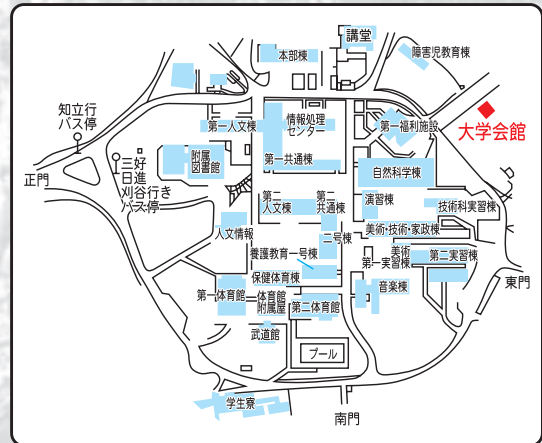 講堂
本部棟
障害児教育棟
知立行
バス停
第一人文棟
情報処理
センター
第一福利施設
大学会館
三好
日進
刈谷行き
バス停
正門
附属
図書館
第一共通棟
自然科学棟
第二
人文棟
第二
共通棟
演習棟
技術科実習棟
人文情報
二号棟
美術・技術・家政棟
養護教育一号棟
美術
第一実習棟
第二実習棟
保健体育棟
東門
第一体育館
体育館
附属屋
第二体育館
音楽棟
武道館
プール
学生寮
南門